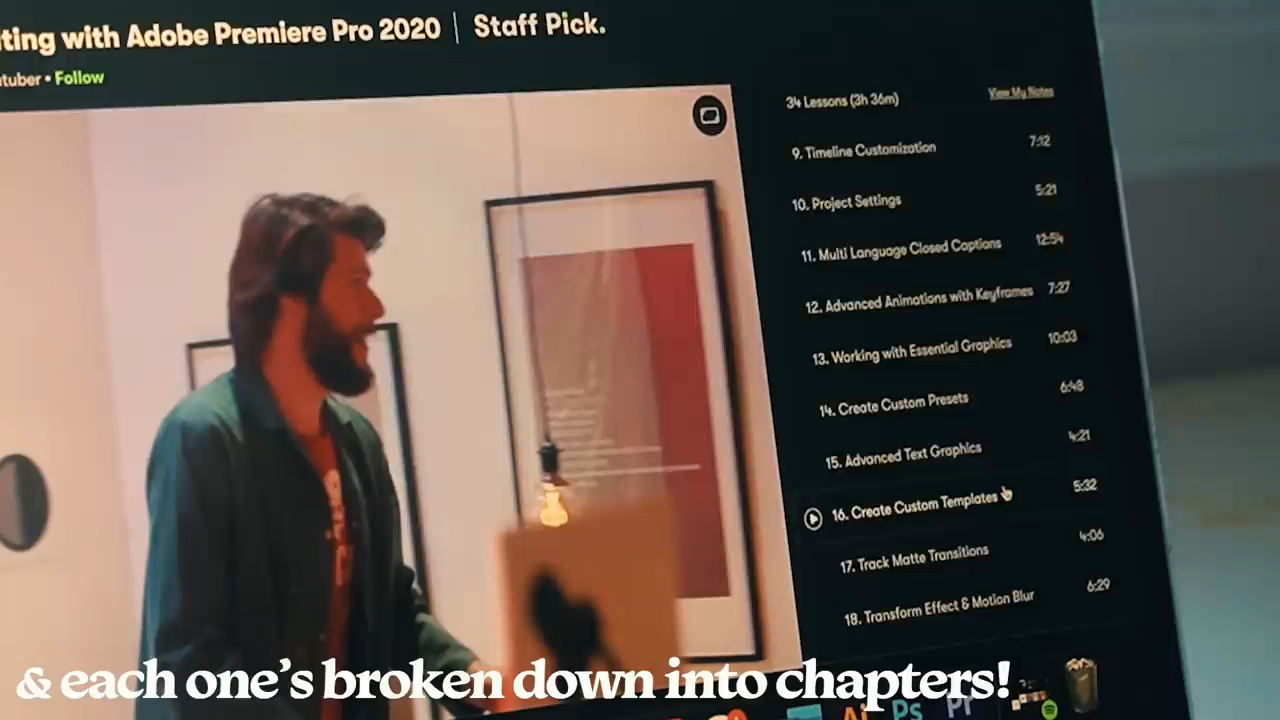 ting with Adobe Premiere Pro 2020 | Staff Pick.
tuber • Follow
34 Lessons (3h 36m) View My Notes
9. Timeline Customization 7:12
10. Project Settings 5:21
11. Multi Language Closed Captions 12:54
12. Advanced Animations with Keyframes 7:27
13. Working with Essential Graphics 10:03
14. Create Custom Presets 6:48
15. Advanced Text Graphics 4:21
16. Create Custom Templates 5:32
17. Track Matte Transitions 4:06
18. Transform Effect & Motion Blur 6:29
& each one's broken down into chapters!
Ai Ps Pr